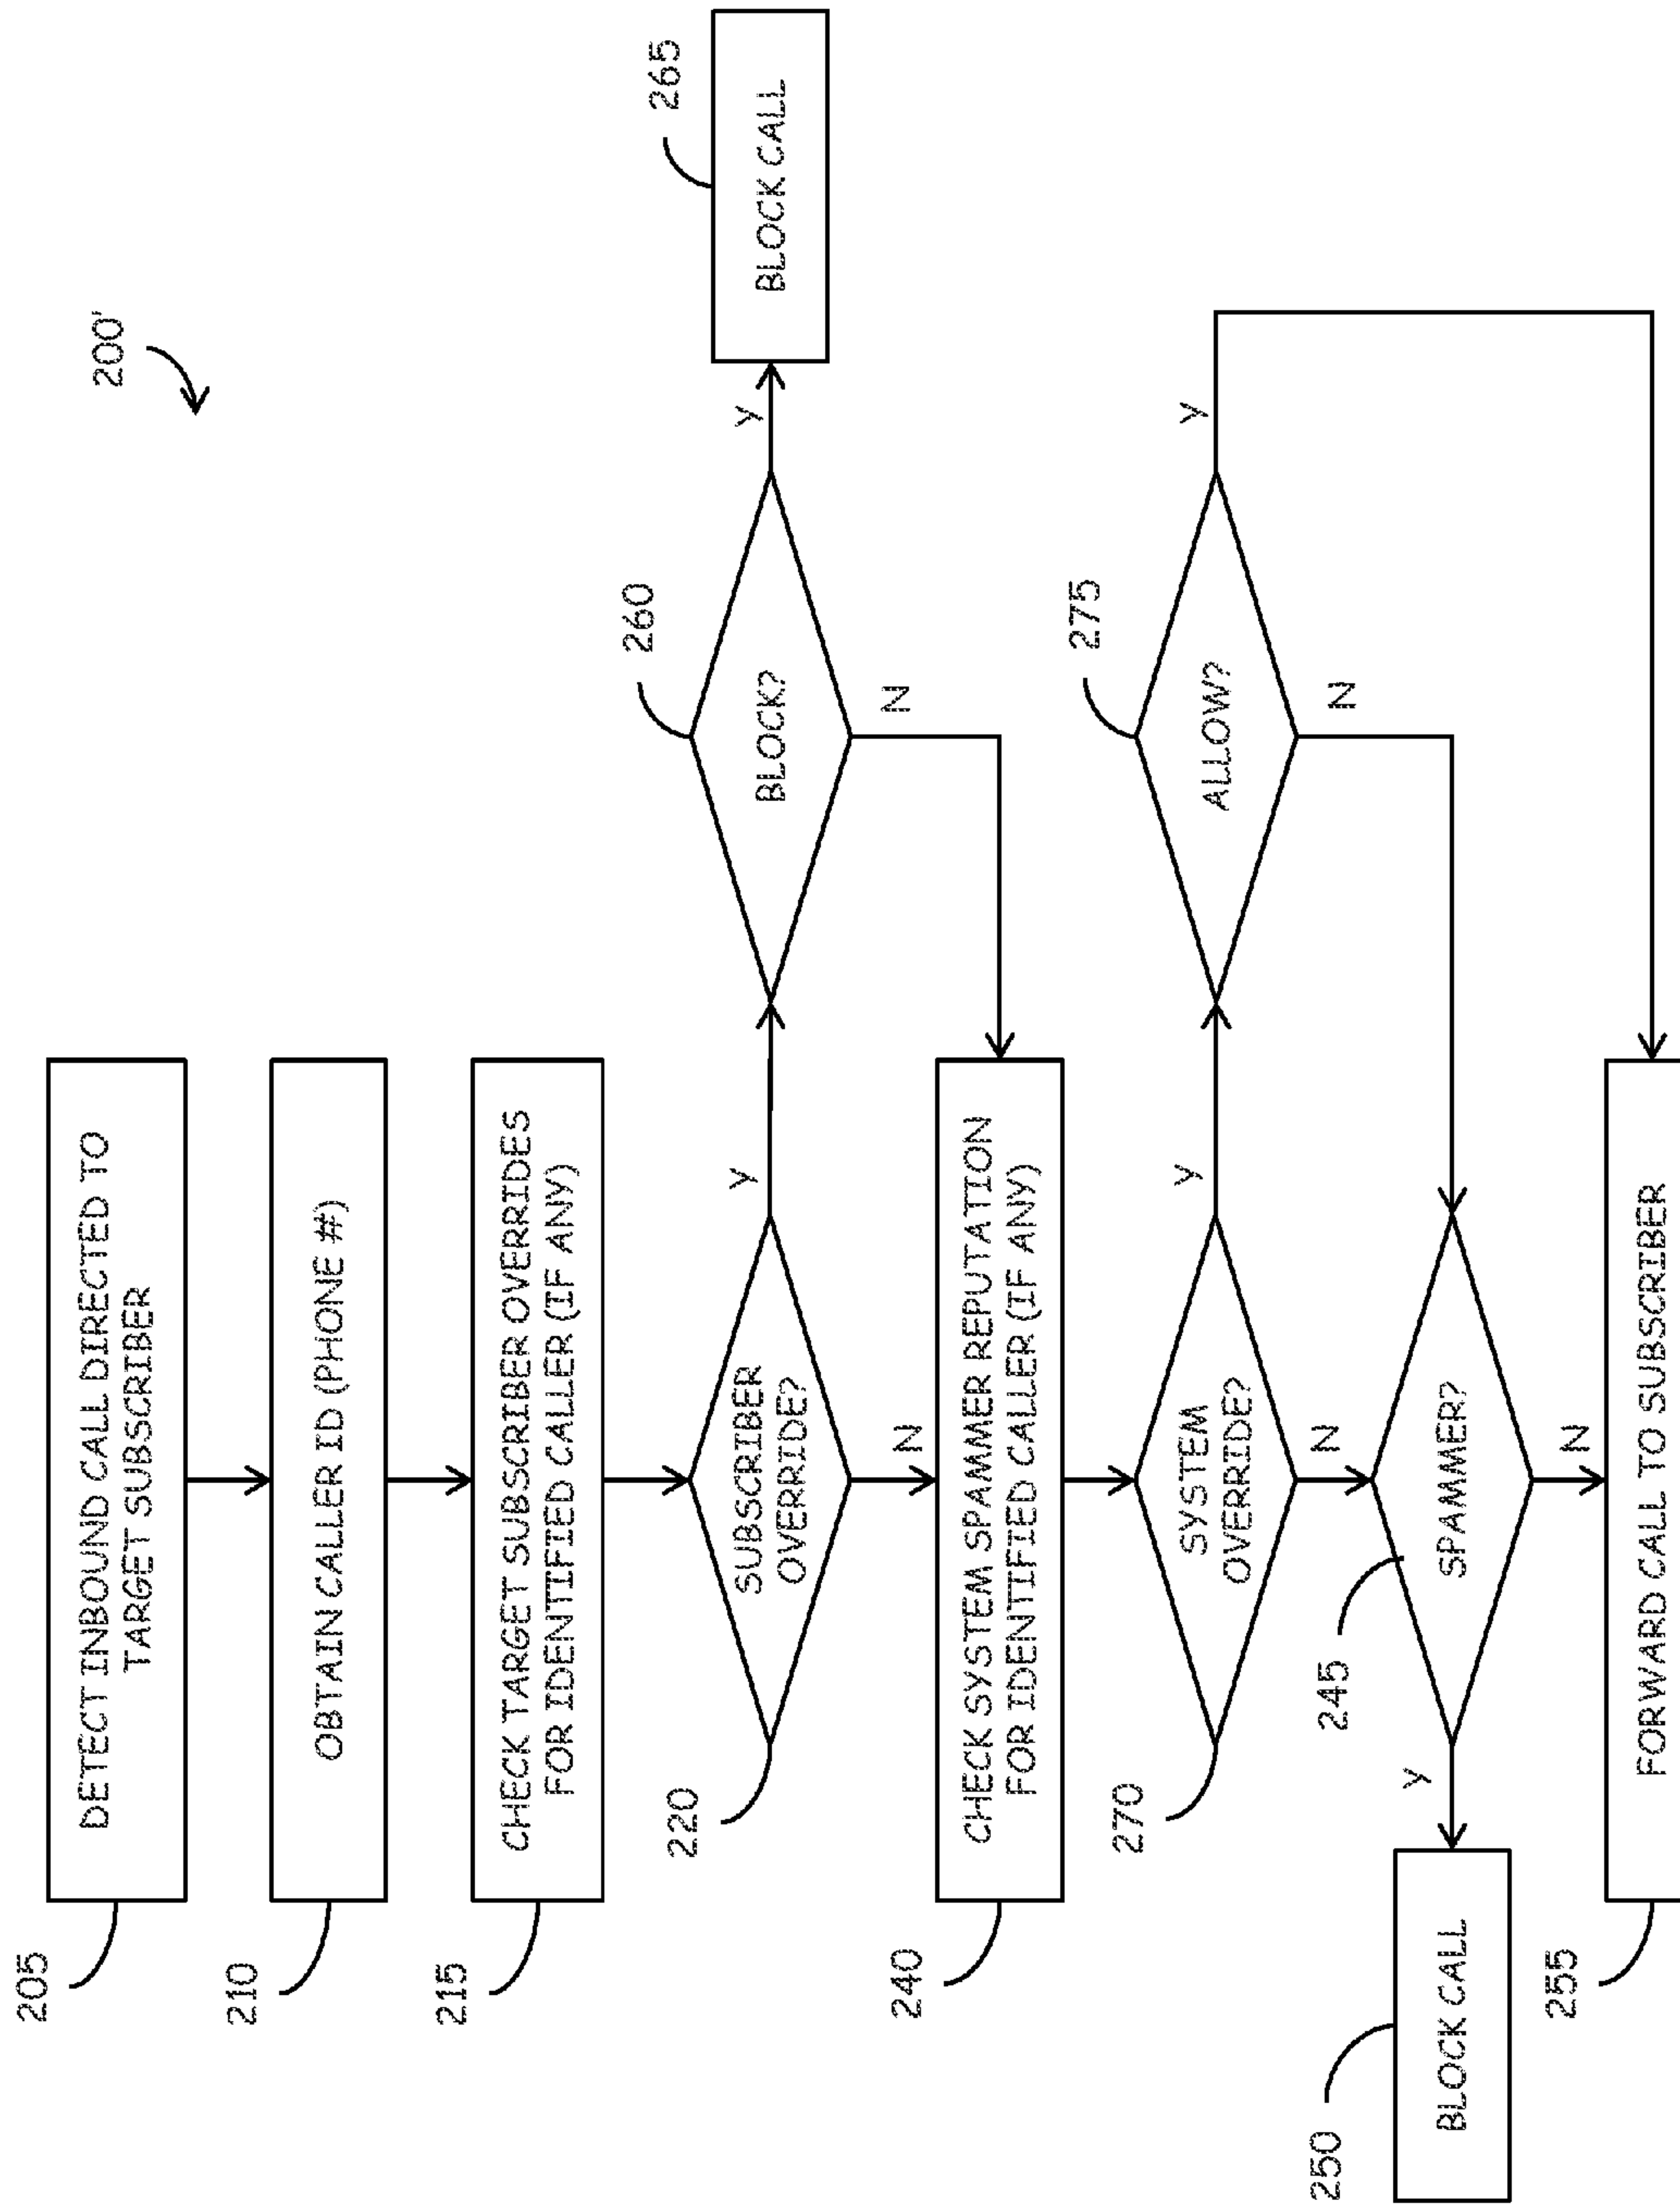 200'
205
DETECT INBOUND CALL DIRECTED TO
TARGET SUBSCRIBER
210
OBTAIN CALLER ID (PHONE #)
215
CHECK TARGET SUBSCRIBER OVERRIDES
FOR IDENTIFIED CALLER (IF ANY)
220
SUBSCRIBER
OVERRIDE?
Y
N
260
BLOCK?
Y
N
265
BLOCK CALL
240
CHECK SYSTEM SPAMMER REPUTATION
FOR IDENTIFIED CALLER (IF ANY)
270
SYSTEM
OVERRIDE?
Y
N
275
ALLOW?
Y
N
245
SPAMMER?
Y
N
250
BLOCK CALL
255
FORWARD CALL TO SUBSCRIBER